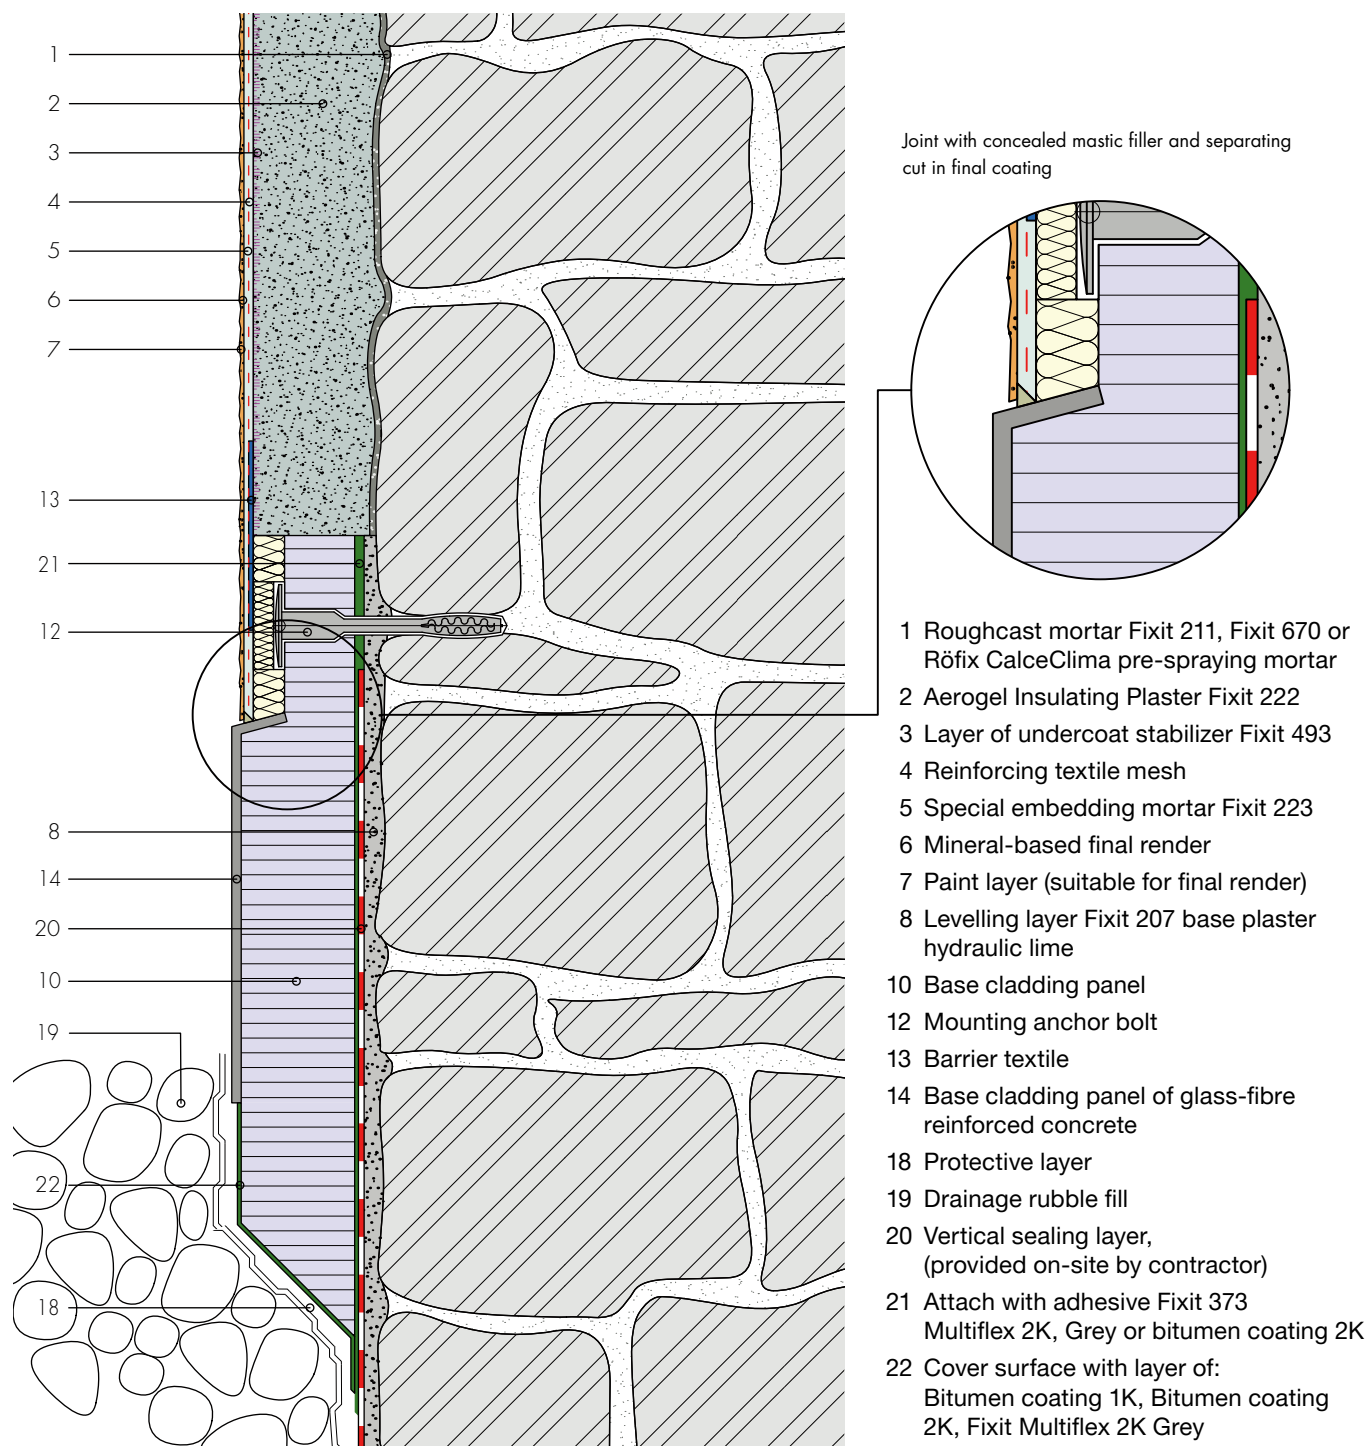 1
2
3
4
5
6
7
13
21
12
8
14
20
10
19
22
18
Joint with concealed mastic filler and separating
cut in final coating
1 Roughcast mortar Fixit 211, Fixit 670 or
Röfix CalceClima pre-spraying mortar
2 Aerogel Insulating Plaster Fixit 222
3 Layer of undercoat stabilizer Fixit 493
4 Reinforcing textile mesh
5 Special embedding mortar Fixit 223
6 Mineral-based final render
7 Paint layer (suitable for final render)
8 Levelling layer Fixit 207 base plaster
hydraulic lime
10 Base cladding panel
12 Mounting anchor bolt
13 Barrier textile
14 Base cladding panel of glass-fibre
reinforced concrete
18 Protective layer
19 Drainage rubble fill
20 Vertical sealing layer,
(provided on-site by contractor)
21 Attach with adhesive Fixit 373
Multiflex 2K, Grey or bitumen coating 2K
22 Cover surface with layer of:
Bitumen coating 1K, Bitumen coating
2K, Fixit Multiflex 2K Grey